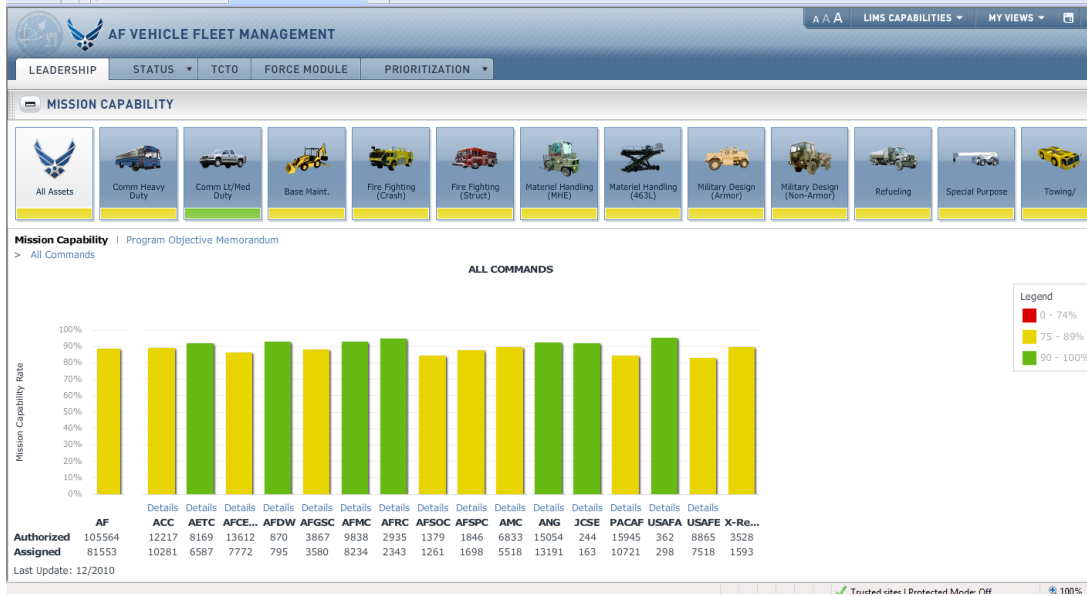 AF VEHICLE FLEET MANAGEMENT
A A A LIMS CAPABILITIES MY VIEWS
LEADERSHIP STATUS TCTO FORCE MODULE PRIORITIZATION
MISSION CAPABILITY
All Assets
Comm Heavy
Duty
Comm Lt/Med
Duty
Base Maint.
Fire Fighting
(Crash)
Fire Fighting
(Struct)
Materiel Handling
(MHE)
Materiel Handling
(463L)
Military Design
(Armor)
Military Design
(Non-Armor)
Refueling
Special Purpose
Towing/
Mission Capability | Program Objective Memorandum
> All Commands
ALL COMMANDS
Legend
0 - 74%
75 - 89%
90 - 100%
Mission Capability Rate
100%
90%
80%
70%
60%
50%
40%
30%
20%
10%
0%
Details Details Details Details Details Details Details Details Details Details Details Details Details Details Details
AF ACC AETC AFCE... AFDW AFGSC AFMC AFRC AFSOC AFSPC AMC ANG JCSE PACAF USAFA USAFE X-Re...
Authorized 105564 12217 8169 13612 870 3867 9838 2935 1379 1846 6833 15054 244 15945 362 8865 3528
Assigned 81553 10281 6587 7772 795 3580 8234 2343 1261 1698 5518 13191 163 10721 298 7518 1593
Last Update: 12/2010
Trusted sites | Protected Mode: Off 100%